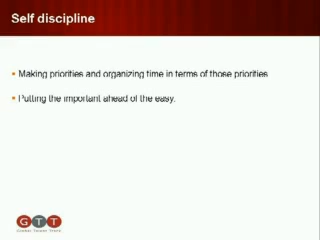 Self discipline
Making priorities and organizing time in terms of those priorities
Putting the important ahead of the easy.
GTT